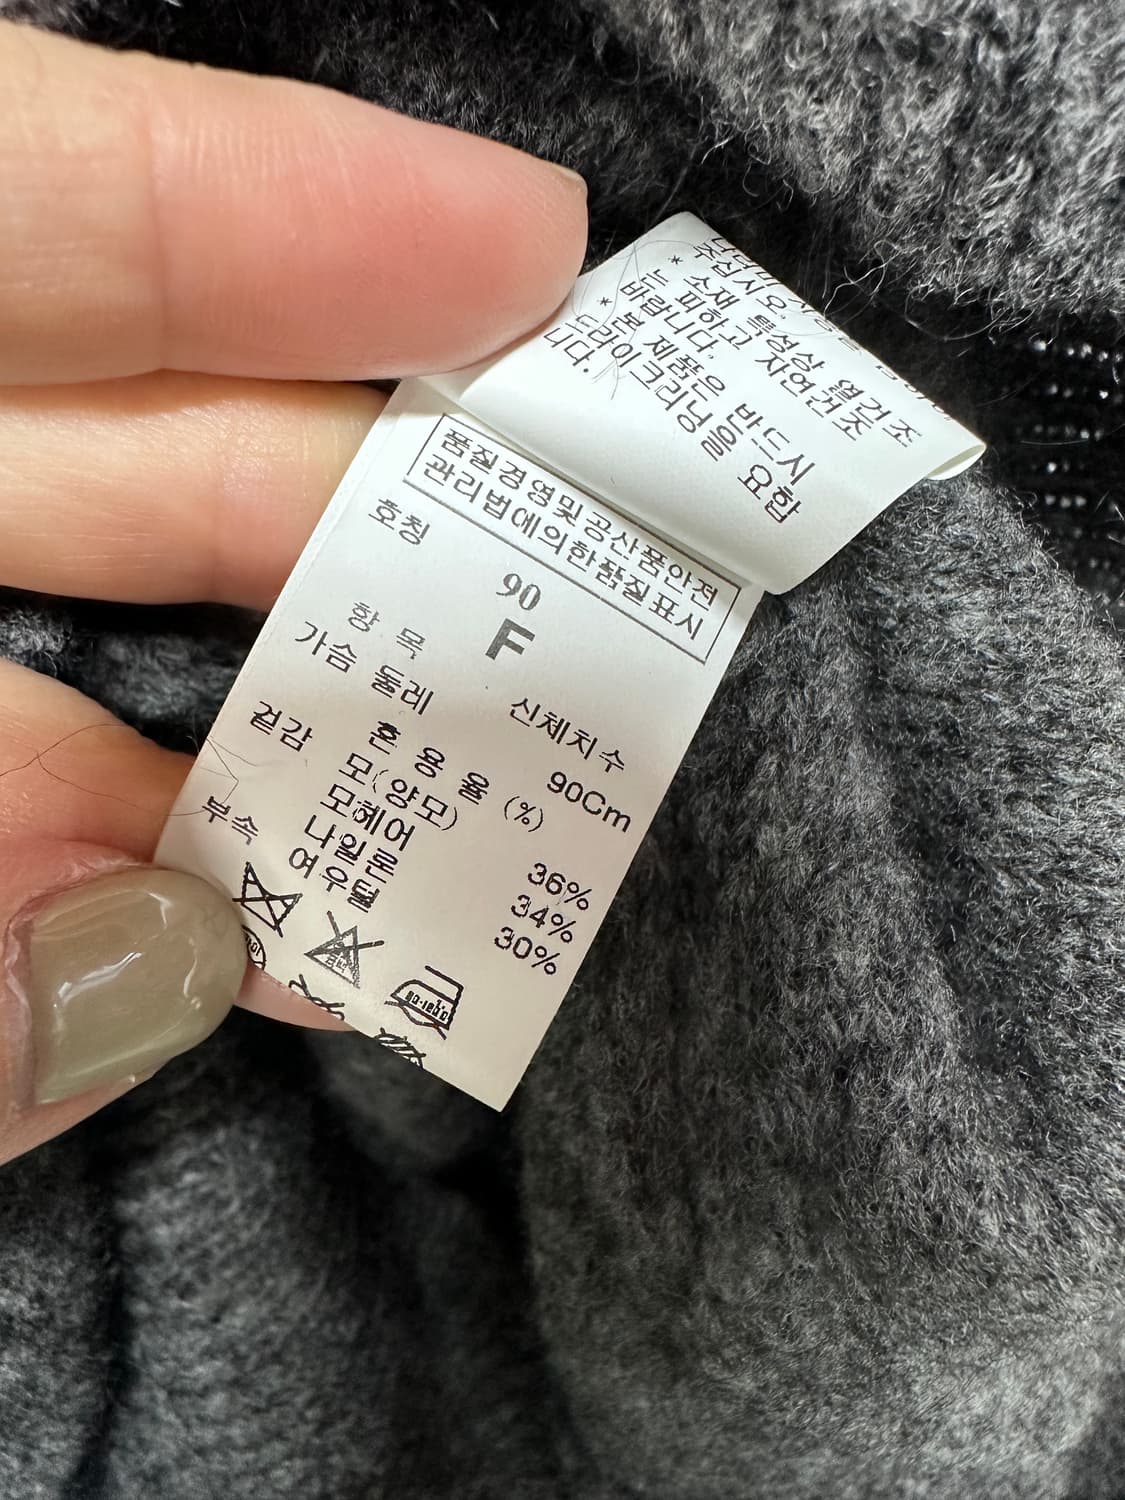 주십시오.
* 소재 특성상 열건조
는 피하고 자연건조
바랍니다.
* 본 제품은 반드시
드라이크리닝을 요합
니다.
품질경영및공산품안전
관리법에의한품질표시
호칭
90
F
항 목 신체치수
가슴 둘레 90Cm
혼 용 율 (%)
겉감 모(양모) 36%
모헤어 34%
나일론 30%
부속 여우털